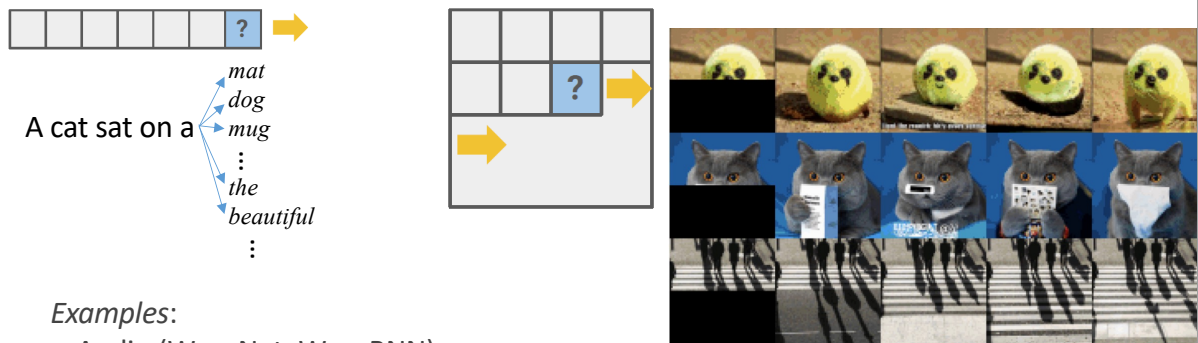 ?
A cat sat on a
mat
dog
mug
⋮
the
beautiful
⋮
?
Examples: